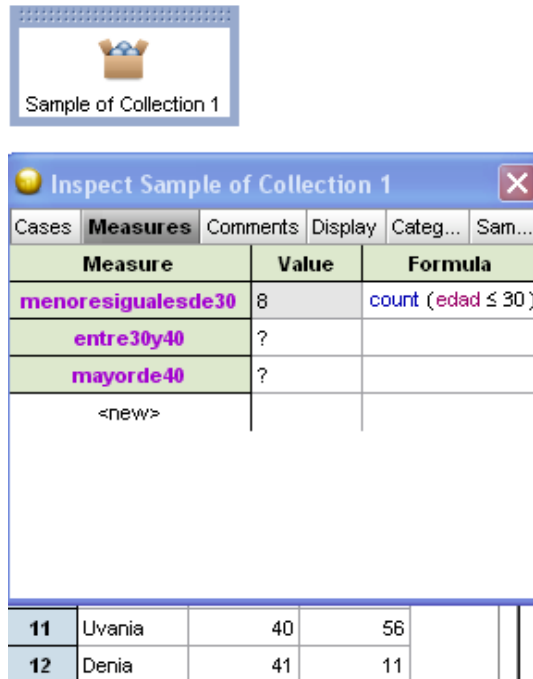 Sample of Collection 1
Inspect Sample of Collection 1
Cases Measures Comments Display Categ... Sam...
Measure Value Formula
menoresigualesde30 8 count (edad ≤ 30)
entre30y40 ?
mayorde40 ?
<new>
11 Uvania 40 56
12 Denia 41 11